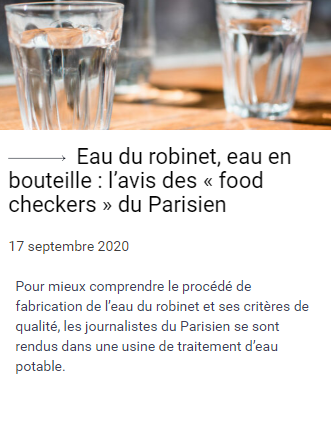 Eau du robinet, eau en
bouteille : l’avis des « food
checkers » du Parisien
17 septembre 2020
Pour mieux comprendre le procédé de
fabrication de l’eau du robinet et ses critères de
qualité, les journalistes du Parisien se sont
rendus dans une usine de traitement d’eau
potable.